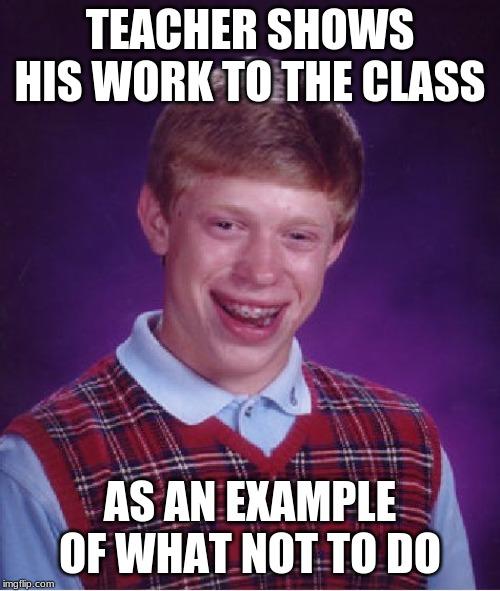 TEACHER SHOWS
HIS WORK TO THE CLASS
AS AN EXAMPLE
OF WHAT NOT TO DO
imgflip.com